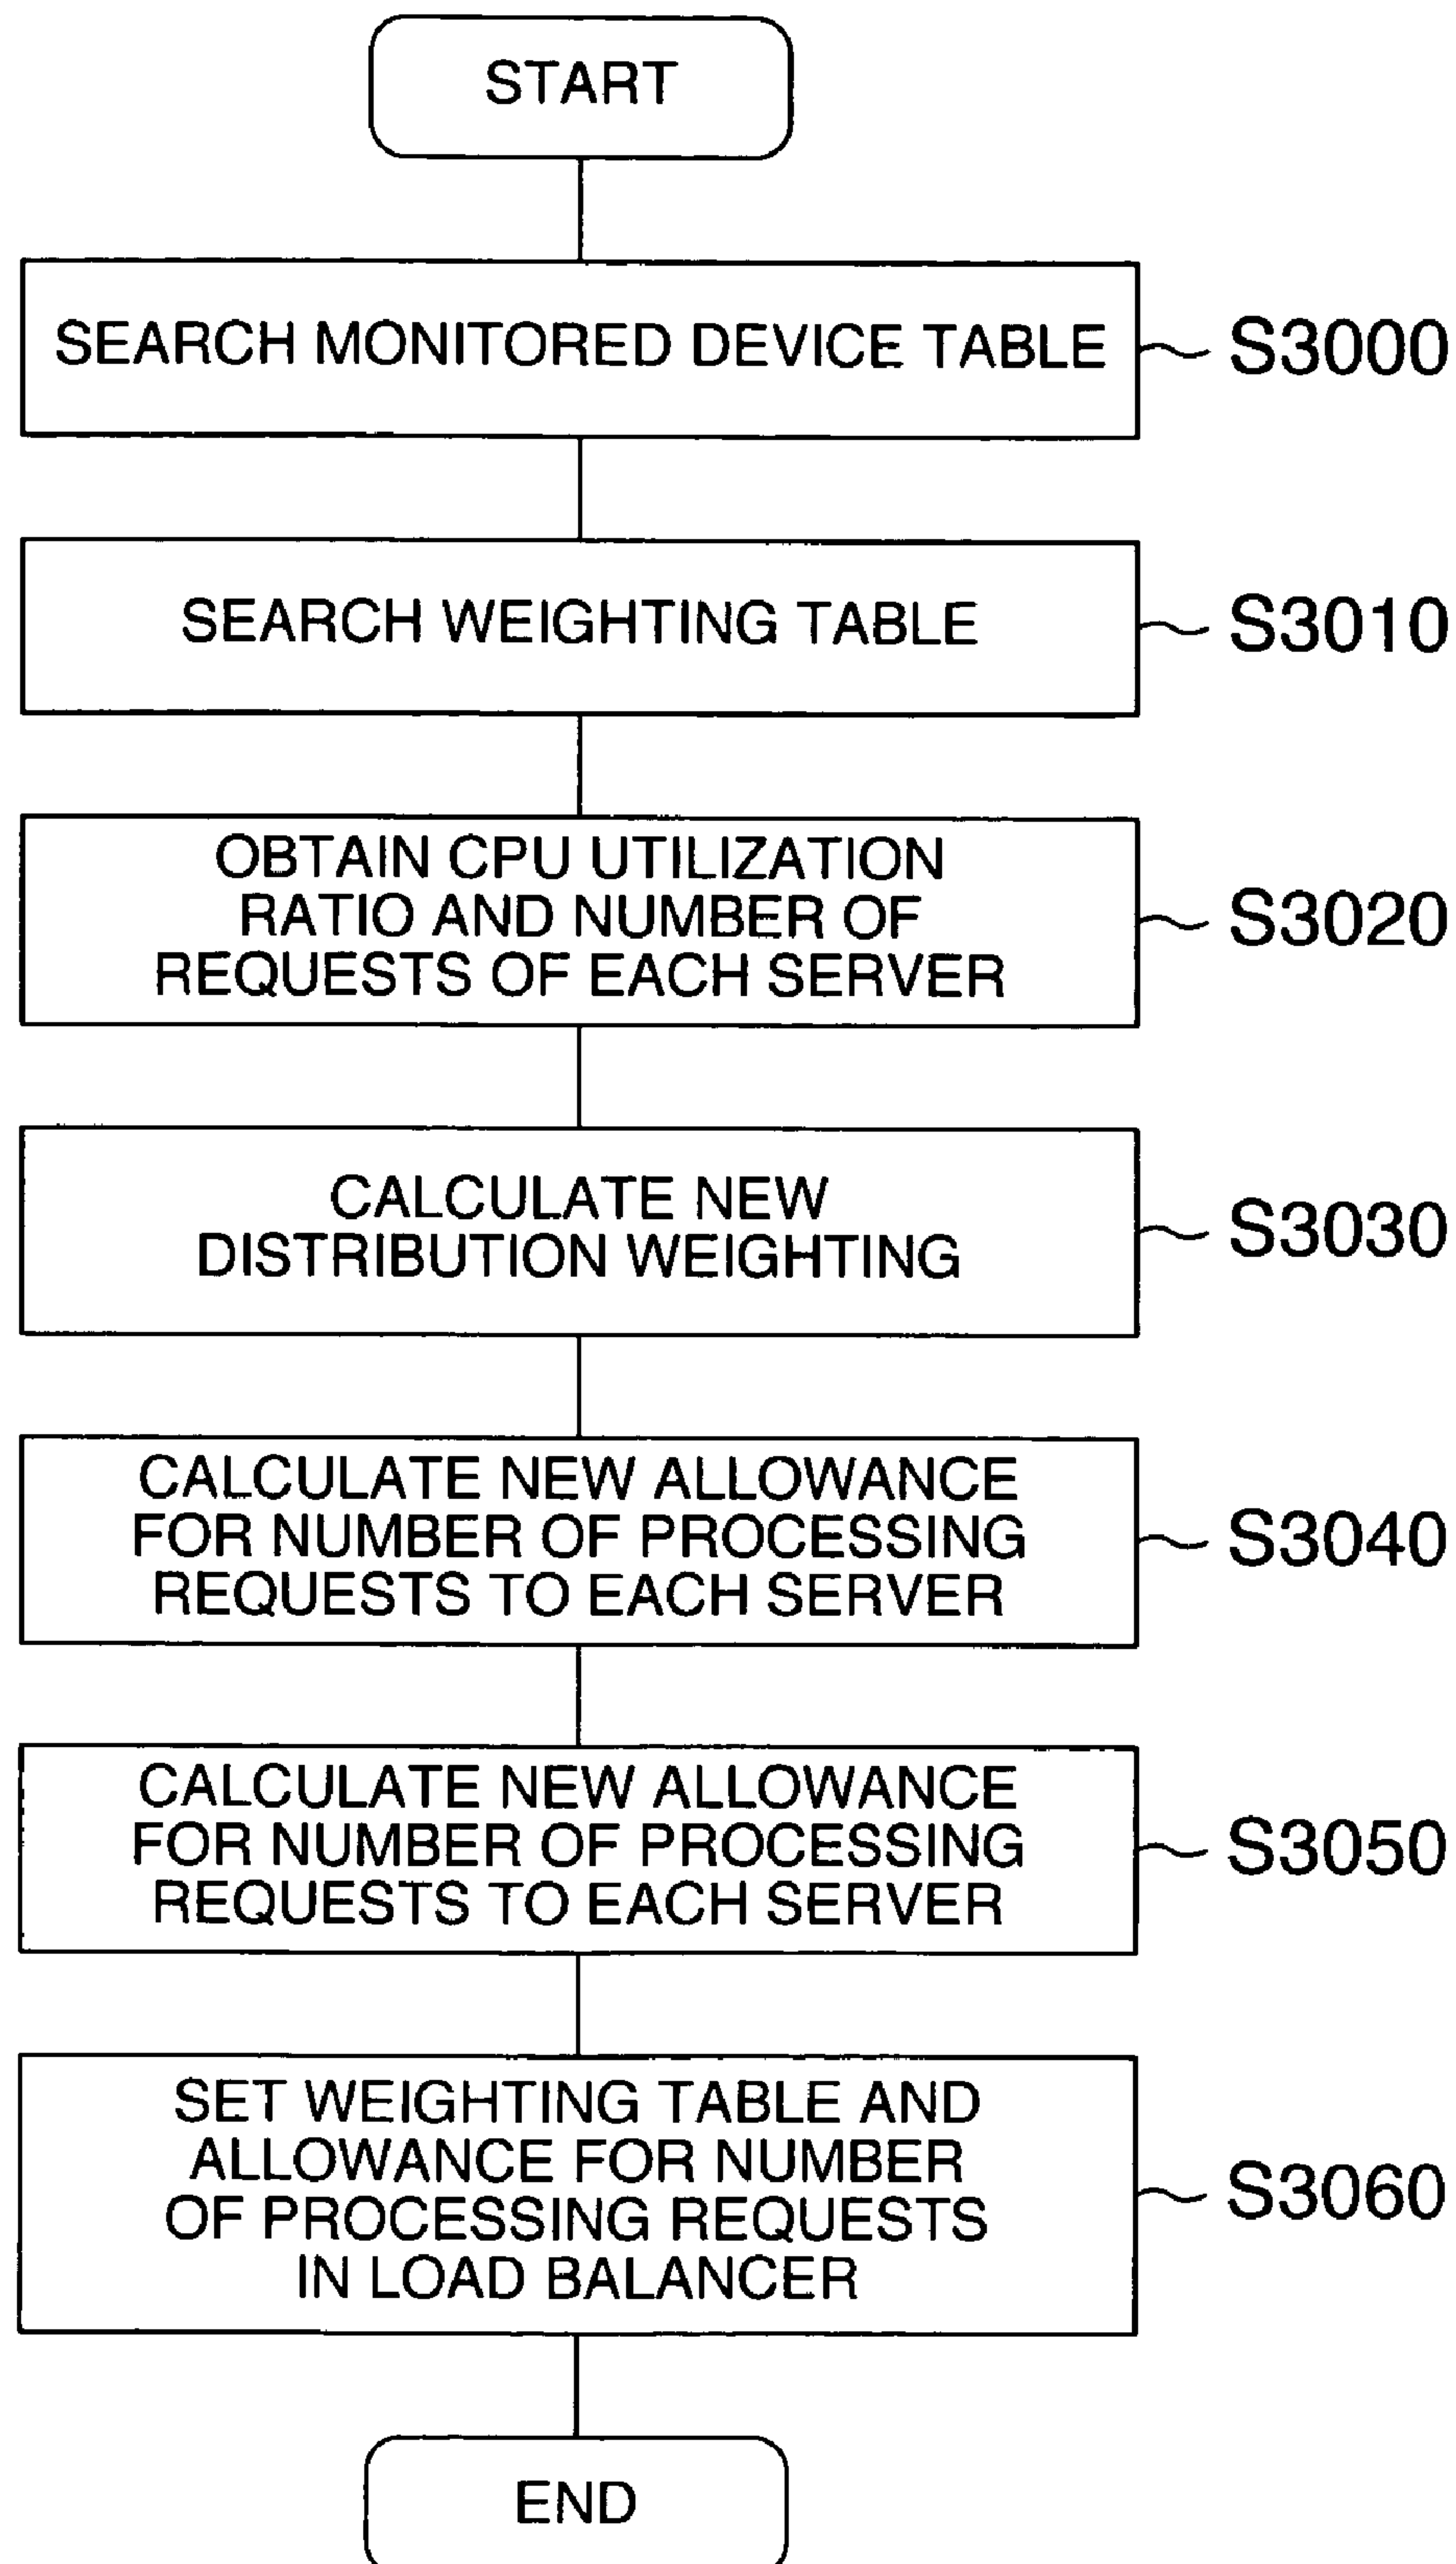 START
SEARCH MONITORED DEVICE TABLE
S3000
SEARCH WEIGHTING TABLE
S3010
OBTAIN CPU UTILIZATION
RATIO AND NUMBER OF
REQUESTS OF EACH SERVER
S3020
CALCULATE NEW
DISTRIBUTION WEIGHTING
S3030
CALCULATE NEW ALLOWANCE
FOR NUMBER OF PROCESSING
REQUESTS TO EACH SERVER
S3040
CALCULATE NEW ALLOWANCE
FOR NUMBER OF PROCESSING
REQUESTS TO EACH SERVER
S3050
SET WEIGHTING TABLE AND
ALLOWANCE FOR NUMBER
OF PROCESSING REQUESTS
IN LOAD BALANCER
S3060
END